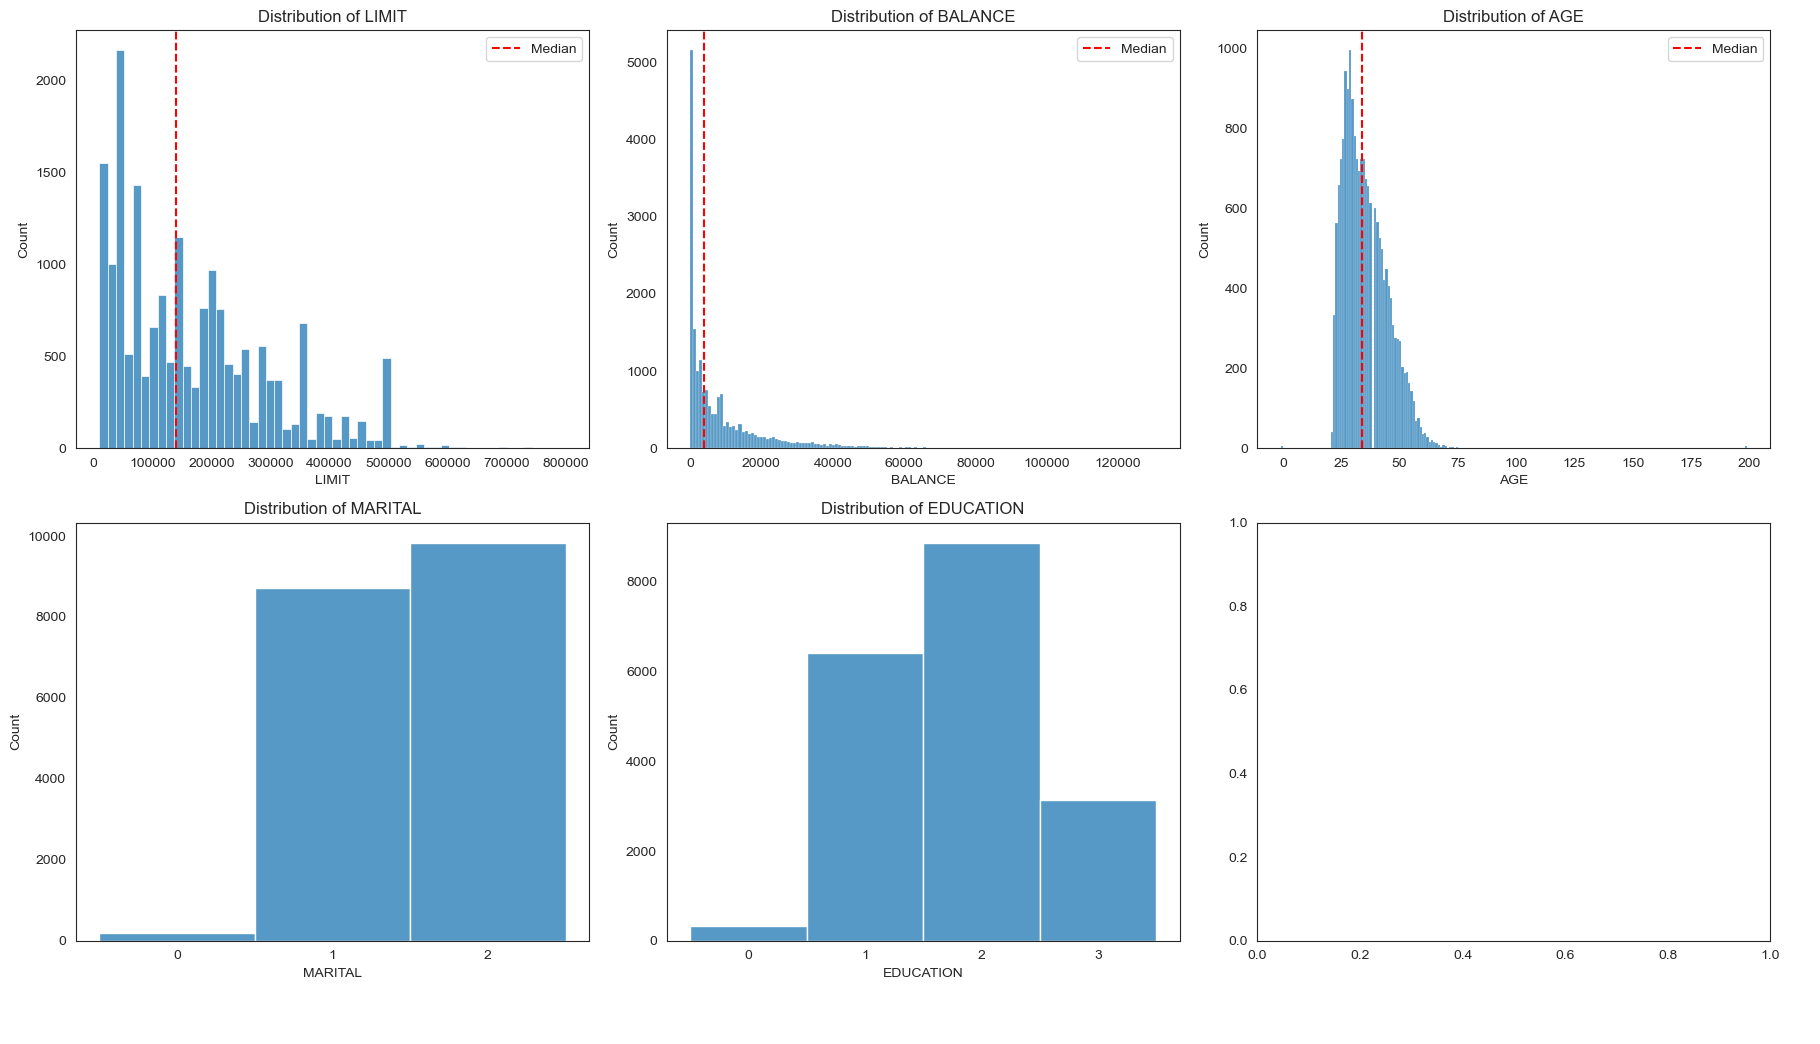 Distribution of LIMIT
Median
2000
1500
1000
500
0
Count
0 100000 200000 300000 400000 500000 600000 700000 800000
LIMIT
Distribution of BALANCE
Median
5000
4000
3000
2000
1000
0
Count
0 20000 40000 60000 80000 100000 120000
BALANCE
Distribution of AGE
Median
1000
800
600
400
200
0
Count
0 25 50 75 100 125 150 175 200
AGE
Distribution of MARITAL
10000
8000
6000
4000
2000
0
Count
0 1 2
MARITAL
Distribution of EDUCATION
8000
6000
4000
2000
0
Count
0 1 2 3
EDUCATION
1.0
0.8
0.6
0.4
0.2
0.0
0.0 0.2 0.4 0.6 0.8 1.0